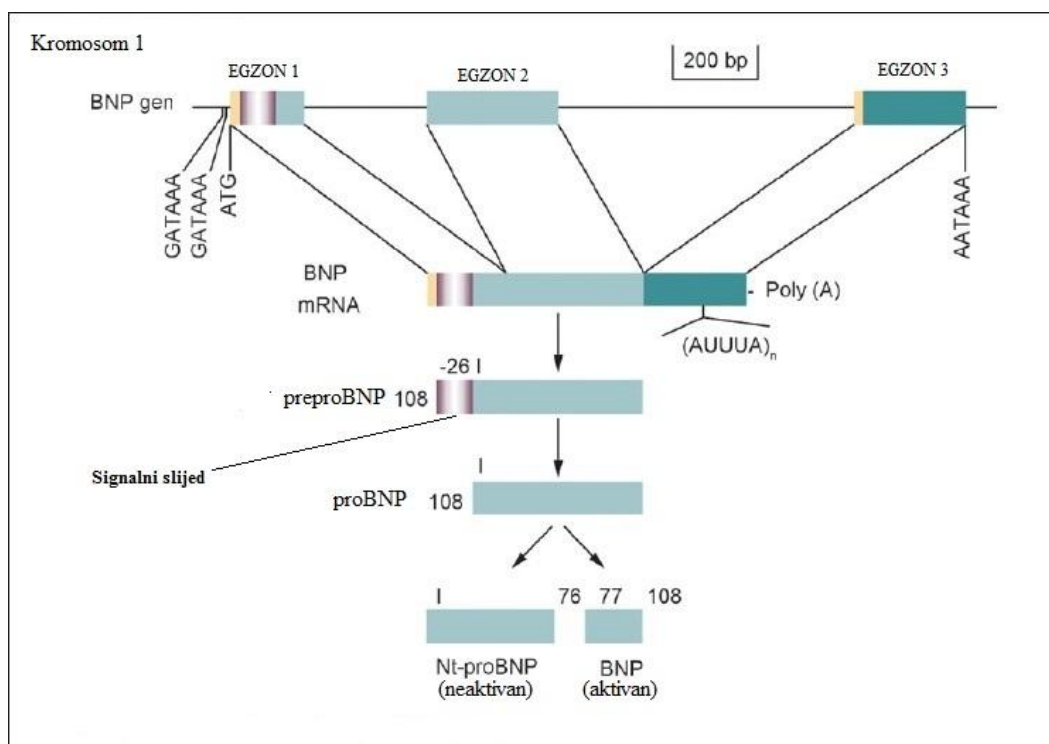 Kromosom 1
200 bp
EGZON 1
EGZON 2
EGZON 3
BNP gen
GATAAA
GATAAA
ATG
AATAAA
BNP
mRNA
- Poly (A)
(AUUUA)n
-26 I
preproBNP 108
Signalni slijed
I
proBNP 108
I 76 77 108
Nt-proBNP
(neaktivan)
BNP
(aktivan)